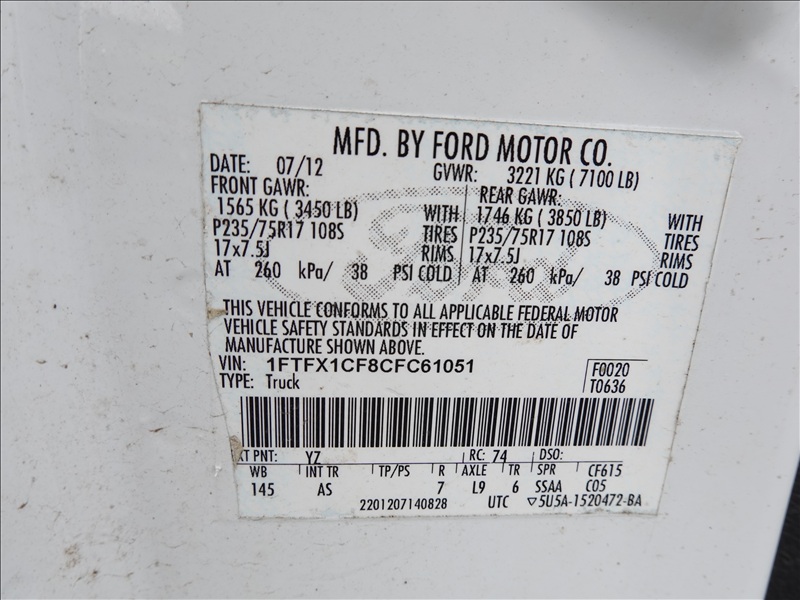 MFD. BY FORD MOTOR CO.
DATE: 07/12 GVWR: 3221 KG ( 7100 LB)
FRONT GAWR: REAR GAWR:
1565 KG ( 3450 LB) WITH 1746 KG ( 3850 LB) WITH
P235/75R17 108S TIRES P235/75R17 108S TIRES
17x7.5J RIMS 17x7.5J RIMS
AT 260 kPa/ 38 PSI COLD AT 260 kPa/ 38 PSI COLD
Ford
THIS VEHICLE CONFORMS TO ALL APPLICABLE FEDERAL MOTOR
VEHICLE SAFETY STANDARDS IN EFFECT ON THE DATE OF
MANUFACTURE SHOWN ABOVE.
VIN: 1FTFX1CF8CFC61051 F0020
TYPE: Truck T0636
PNT: YZ RC: 74 DSO:
WB INT TR TP/PS R AXLE TR SPR CF615
145 AS 7 L9 6 SSAA C05
2201207140828 UTC ▽5U5A-1520472-BA